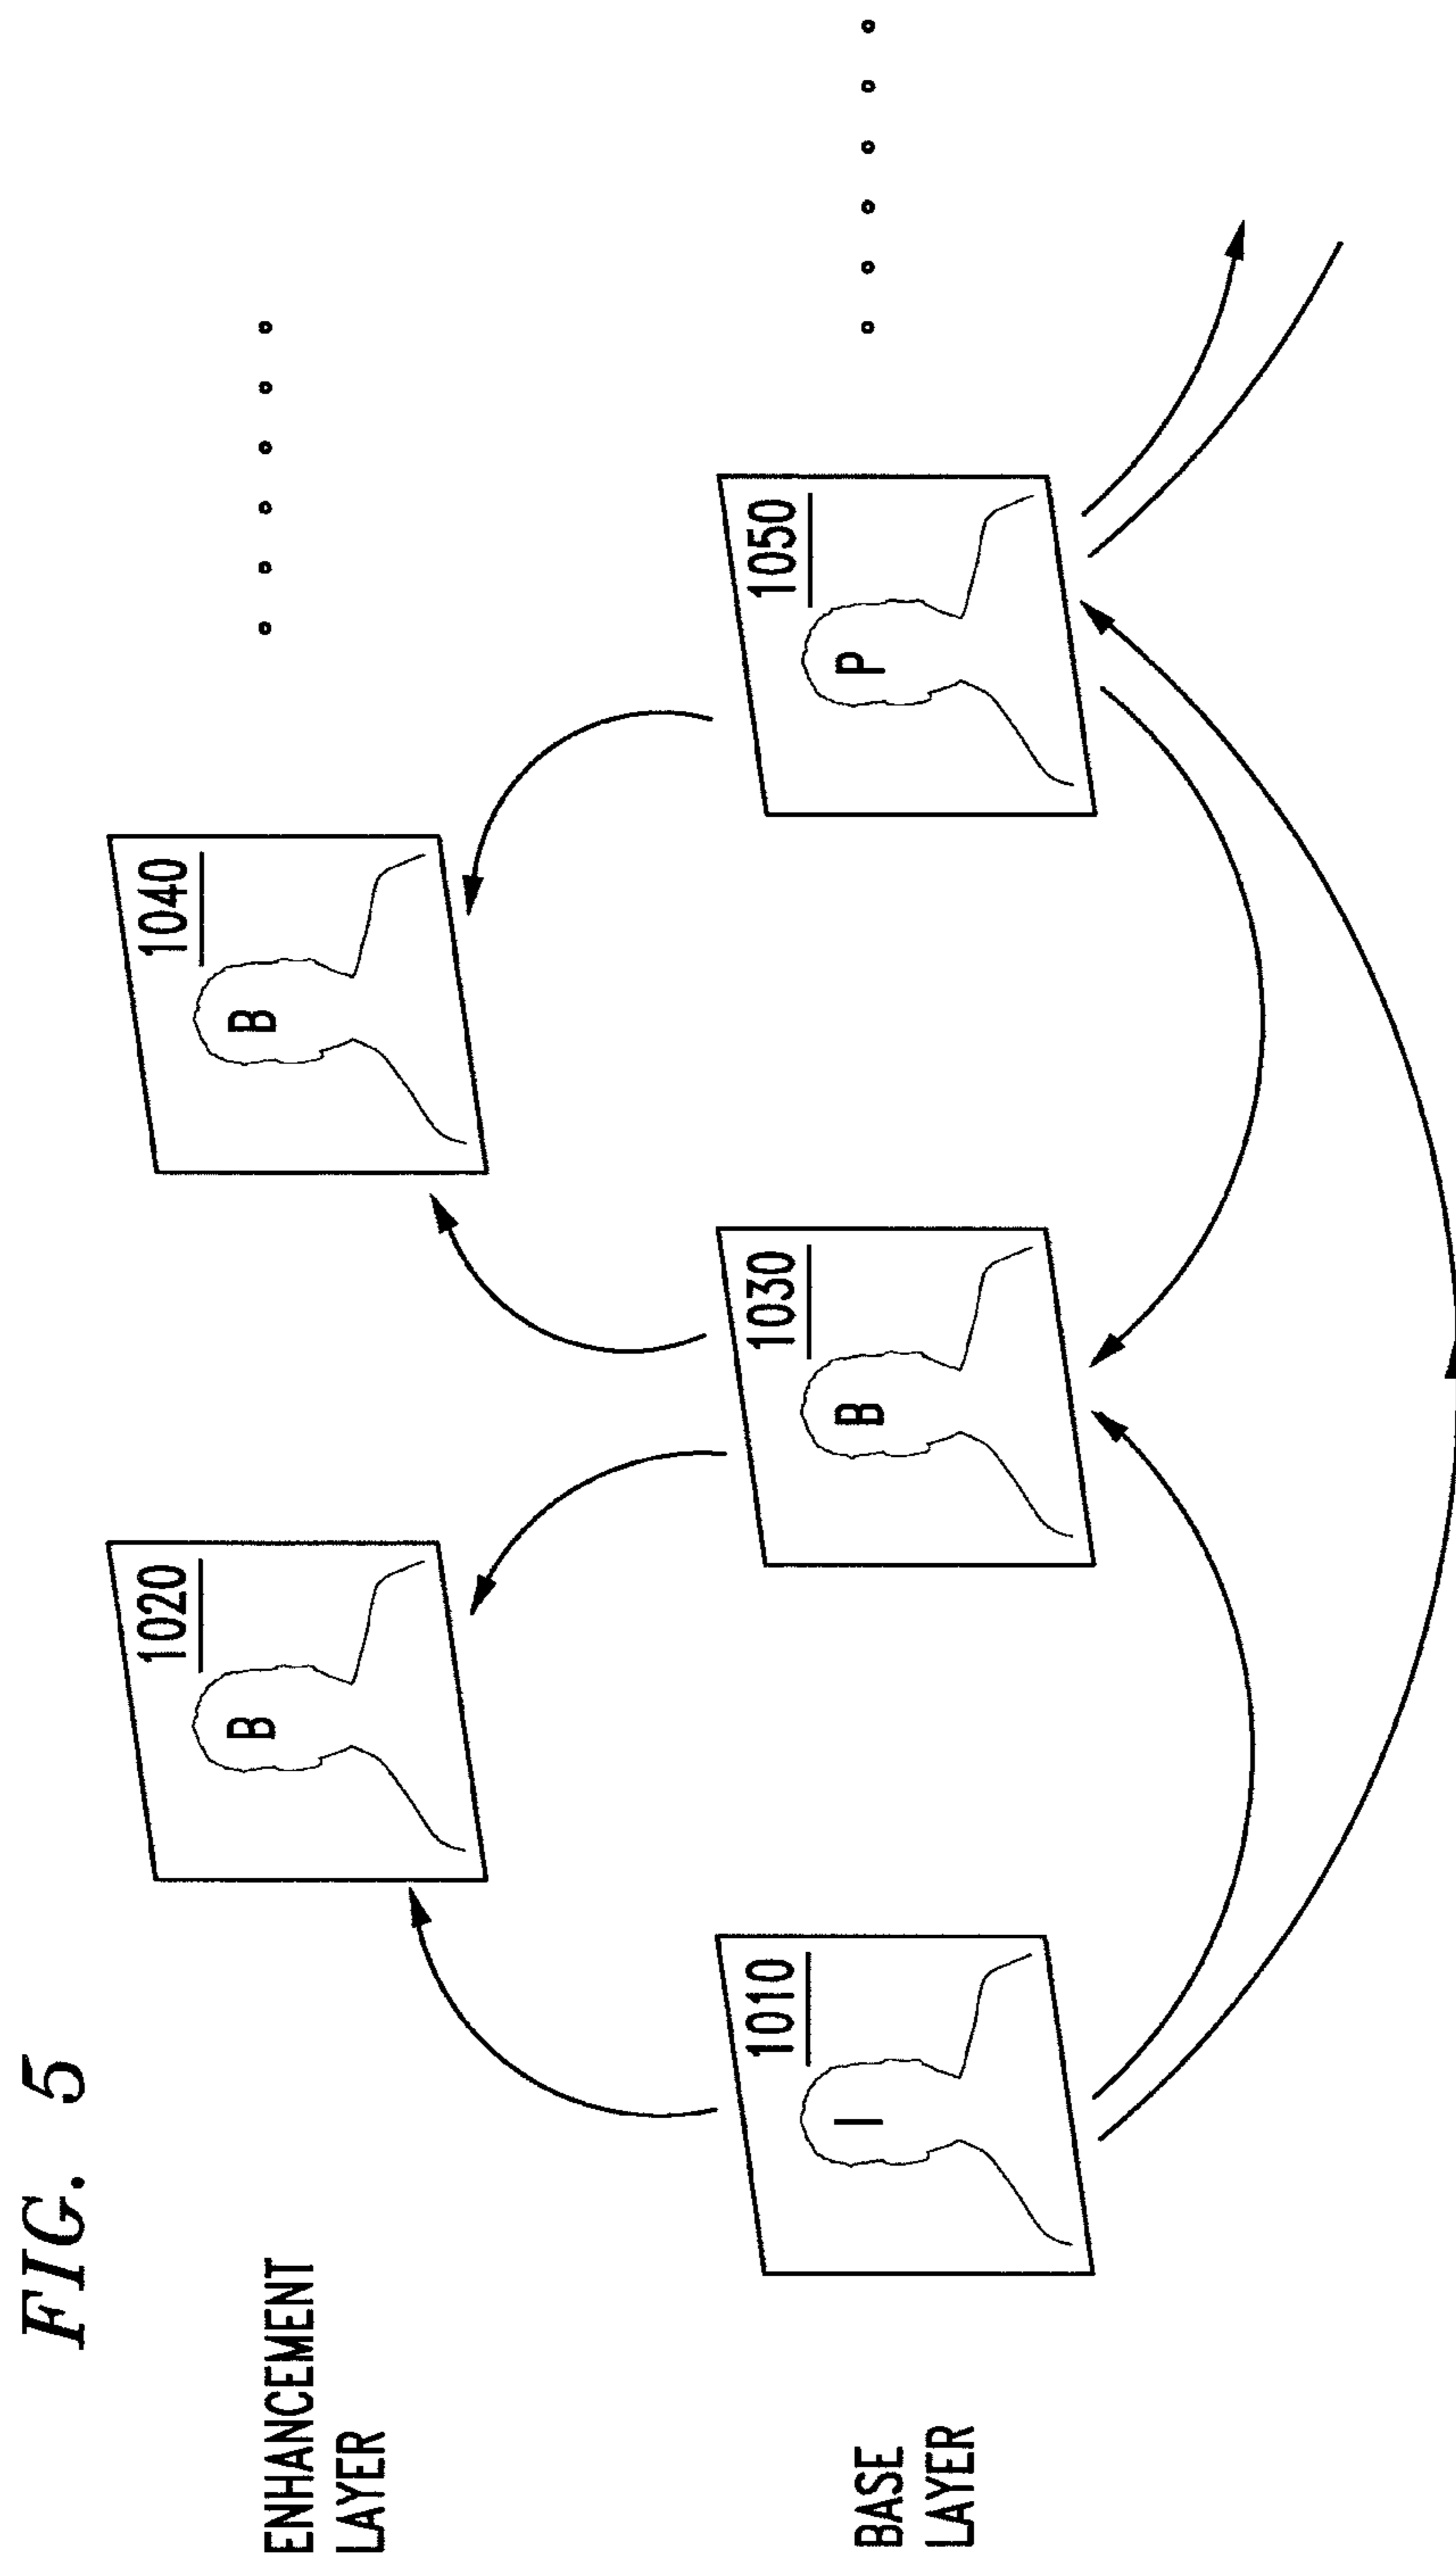 FIG. 5
ENHANCEMENT
LAYER
1020
B
1040
B
BASE
LAYER
1010
I
1030
B
1050
P